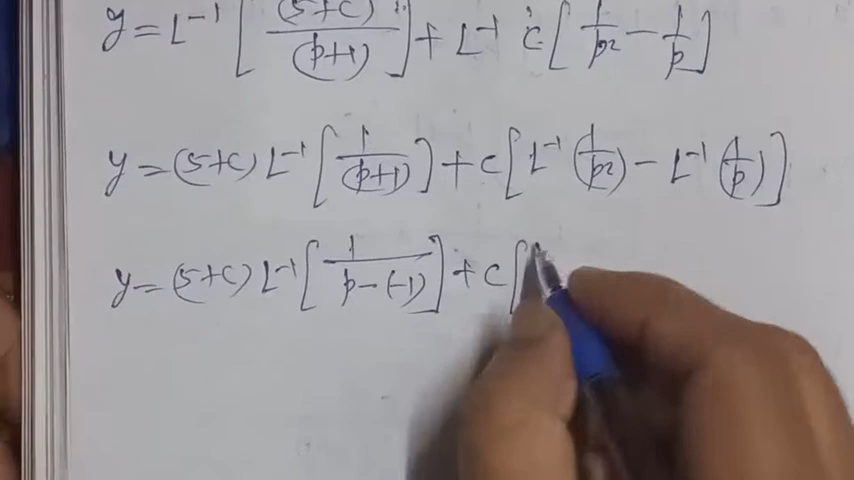 y = L⁻¹ [ (5+c) / (p+1) ] + L⁻¹ c [ 1/p² − 1/p ]
y = (5+c) L⁻¹ [ 1 / (p+1) ] + c [ L⁻¹ (1/p²) − L⁻¹ (1/p) ]
y = (5+c) L⁻¹ [ 1 / p−(−1) ] + c [